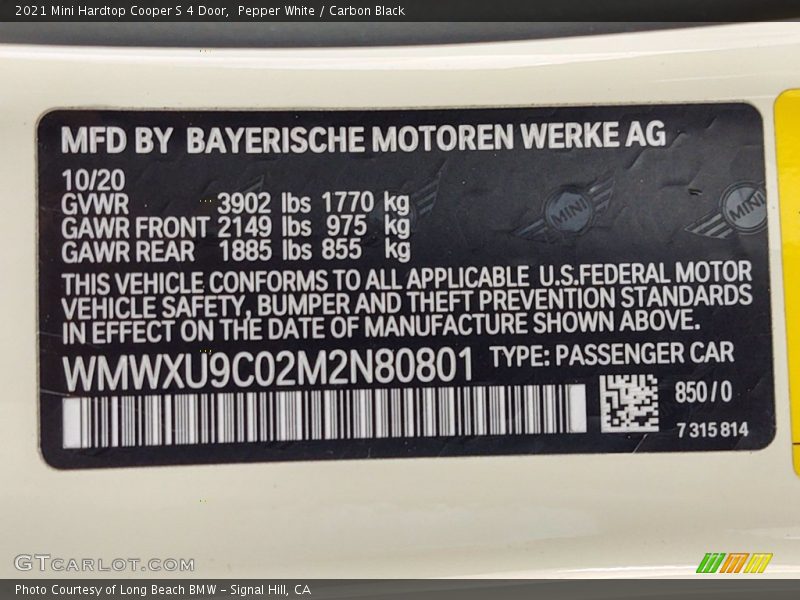 2021 Mini Hardtop Cooper S 4 Door,  Pepper White / Carbon Black
MFD BY BAYERISCHE MOTOREN WERKE AG
10/20
GVWR 3902 lbs 1770 kg
GAWR FRONT 2149 lbs 975 kg
GAWR REAR 1885 lbs 855 kg
MINI MINI
THIS VEHICLE CONFORMS TO ALL APPLICABLE U.S.FEDERAL MOTOR
VEHICLE SAFETY, BUMPER AND THEFT PREVENTION STANDARDS
IN EFFECT ON THE DATE OF MANUFACTURE SHOWN ABOVE.
WMWXU9C02M2N80801 TYPE: PASSENGER CAR
850/0
7 315 814
GTCARLOT.COM
Photo Courtesy of Long Beach BMW - Signal Hill, CA